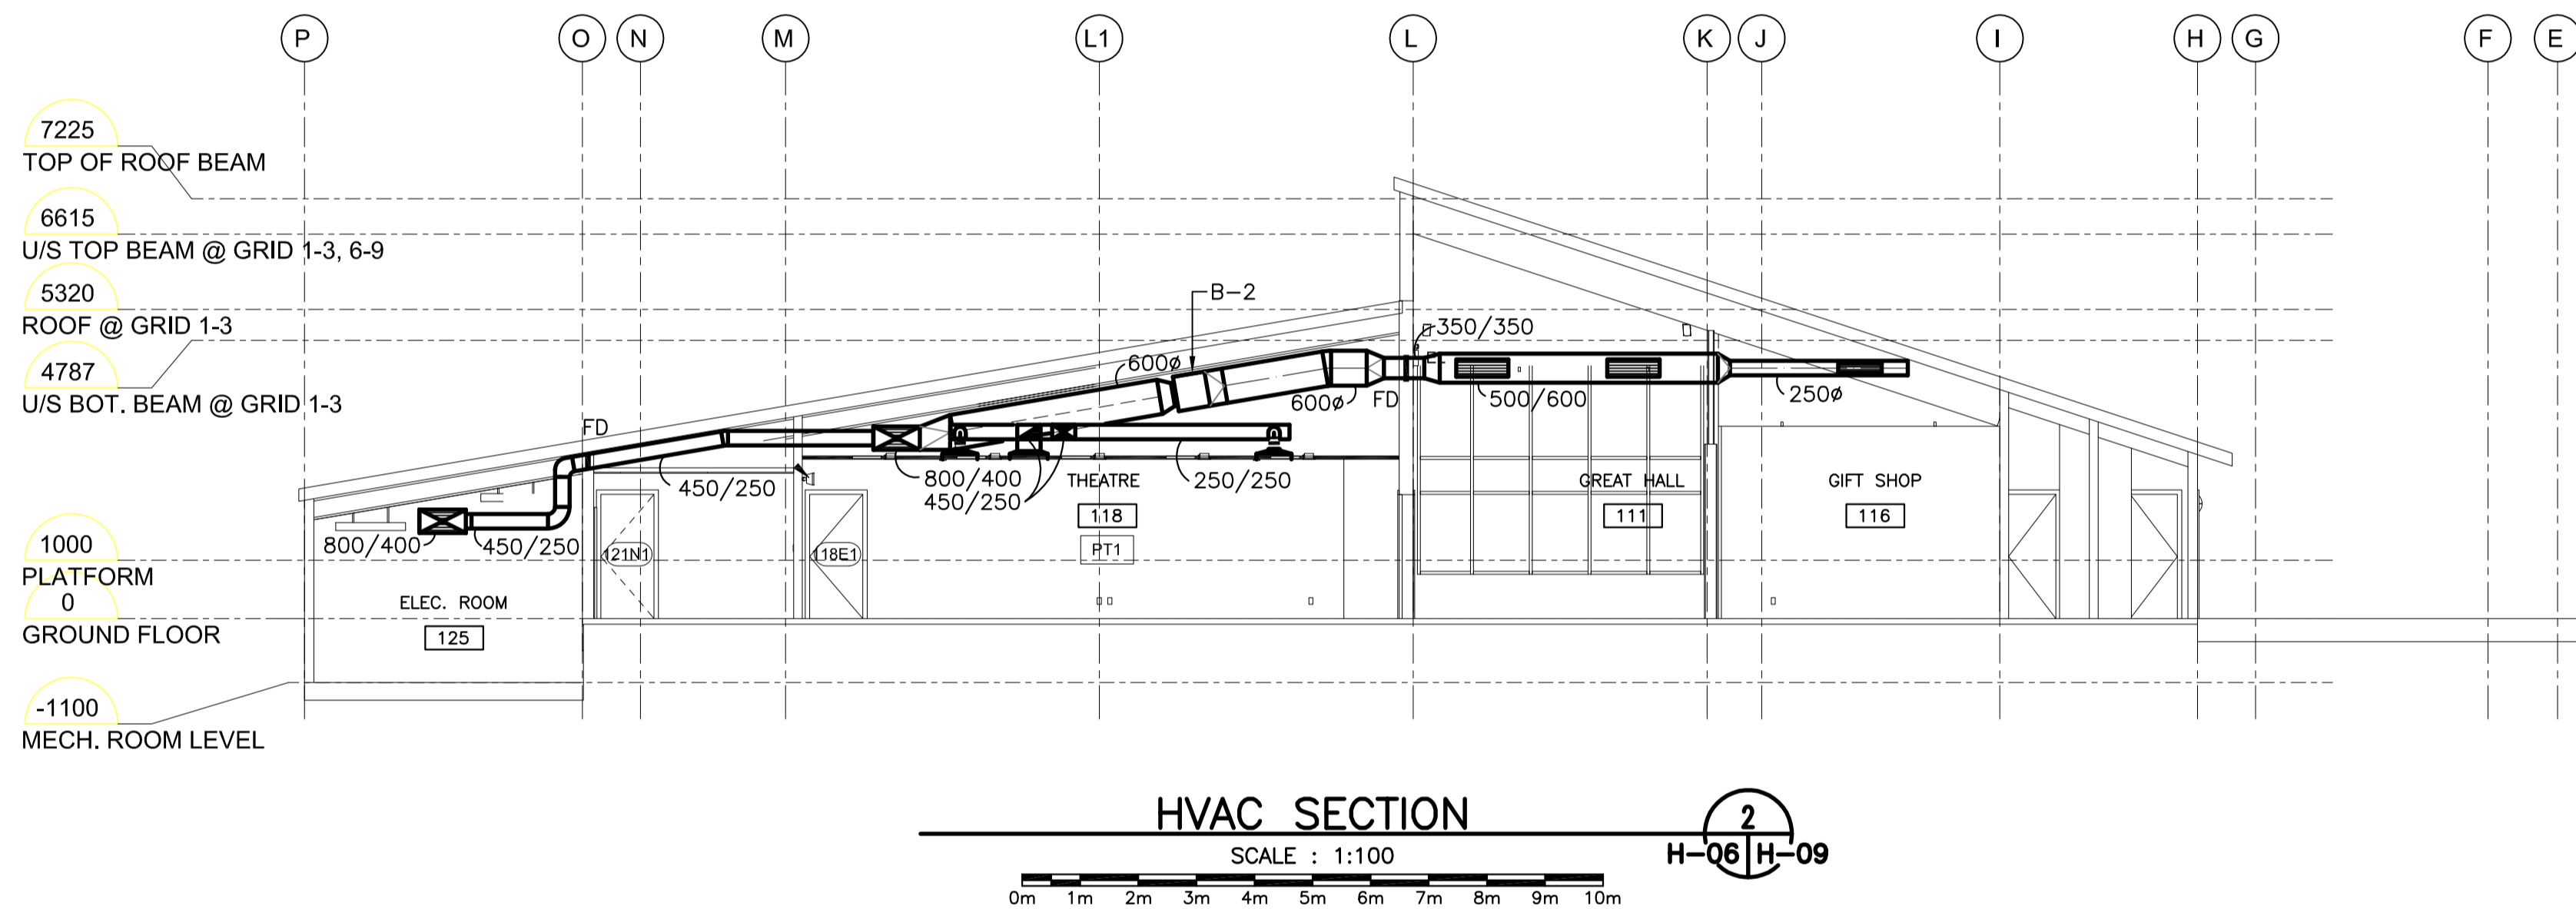 P O N M L1 L K J I H G F E
7225
TOP OF ROOF BEAM
6615
U/S TOP BEAM @ GRID 1-3, 6-9
5320
ROOF @ GRID 1-3
4787
U/S BOT. BEAM @ GRID 1-3
1000
PLATFORM
0
GROUND FLOOR
-1100
MECH. ROOM LEVEL
B-2
350/350
600ø
600ø
FD
500/600
250ø
FD
450/250
800/400
450/250
THEATRE
118
PT1
250/250
GREAT HALL
111
GIFT SHOP
116
800/400
450/250
121N1
118E1
ELEC. ROOM
125
HVAC SECTION
2
H-06 H-09
SCALE : 1:100
0m 1m 2m 3m 4m 5m 6m 7m 8m 9m 10m